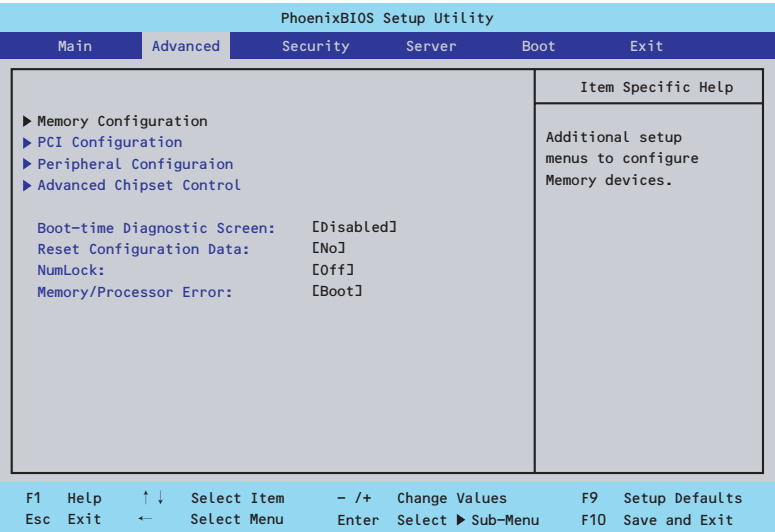 PhoenixBIOS Setup Utility
Main Advanced Security Server Boot Exit
Item Specific Help
▶ Memory Configuration
▶ PCI Configuration
▶ Peripheral Configuraion
▶ Advanced Chipset Control
Additional setup
menus to configure
Memory devices.
Boot-time Diagnostic Screen: [Disabled]
Reset Configuration Data: [No]
NumLock: [Off]
Memory/Processor Error: [Boot]
F1 Help ↑↓ Select Item - /+ Change Values F9 Setup Defaults
Esc Exit ← Select Menu Enter Select ▶ Sub-Menu F10 Save and Exit